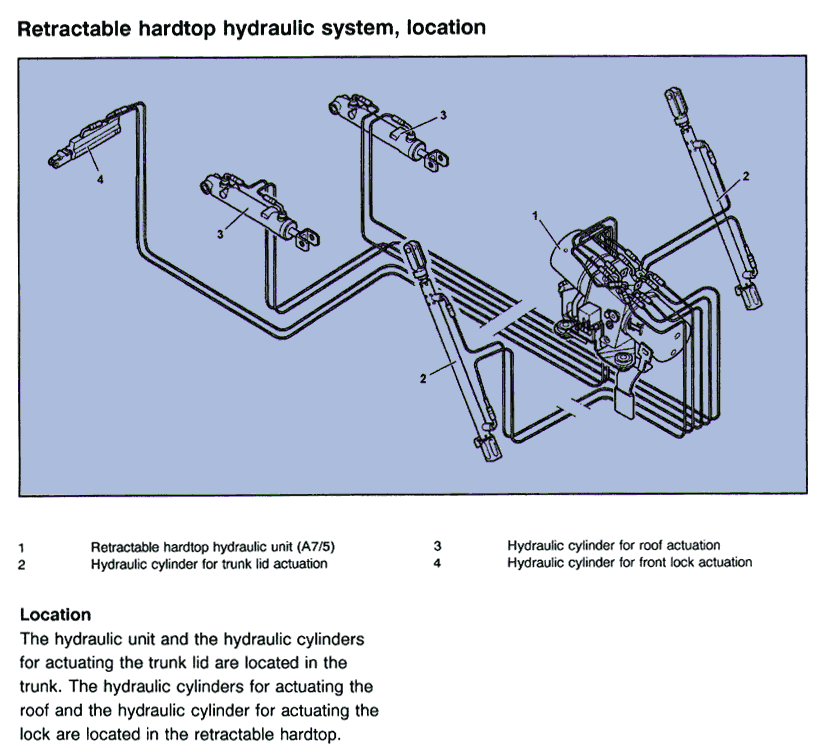 Retractable hardtop hydraulic system, location
3
4
2
3
1
2
1 Retractable hardtop hydraulic unit (A7/5)
2 Hydraulic cylinder for trunk lid actuation
3 Hydraulic cylinder for roof actuation
4 Hydraulic cylinder for front lock actuation
Location
The hydraulic unit and the hydraulic cylinders
for actuating the trunk lid are located in the
trunk. The hydraulic cylinders for actuating the
roof and the hydraulic cylinder for actuating the
lock are located in the retractable hardtop.